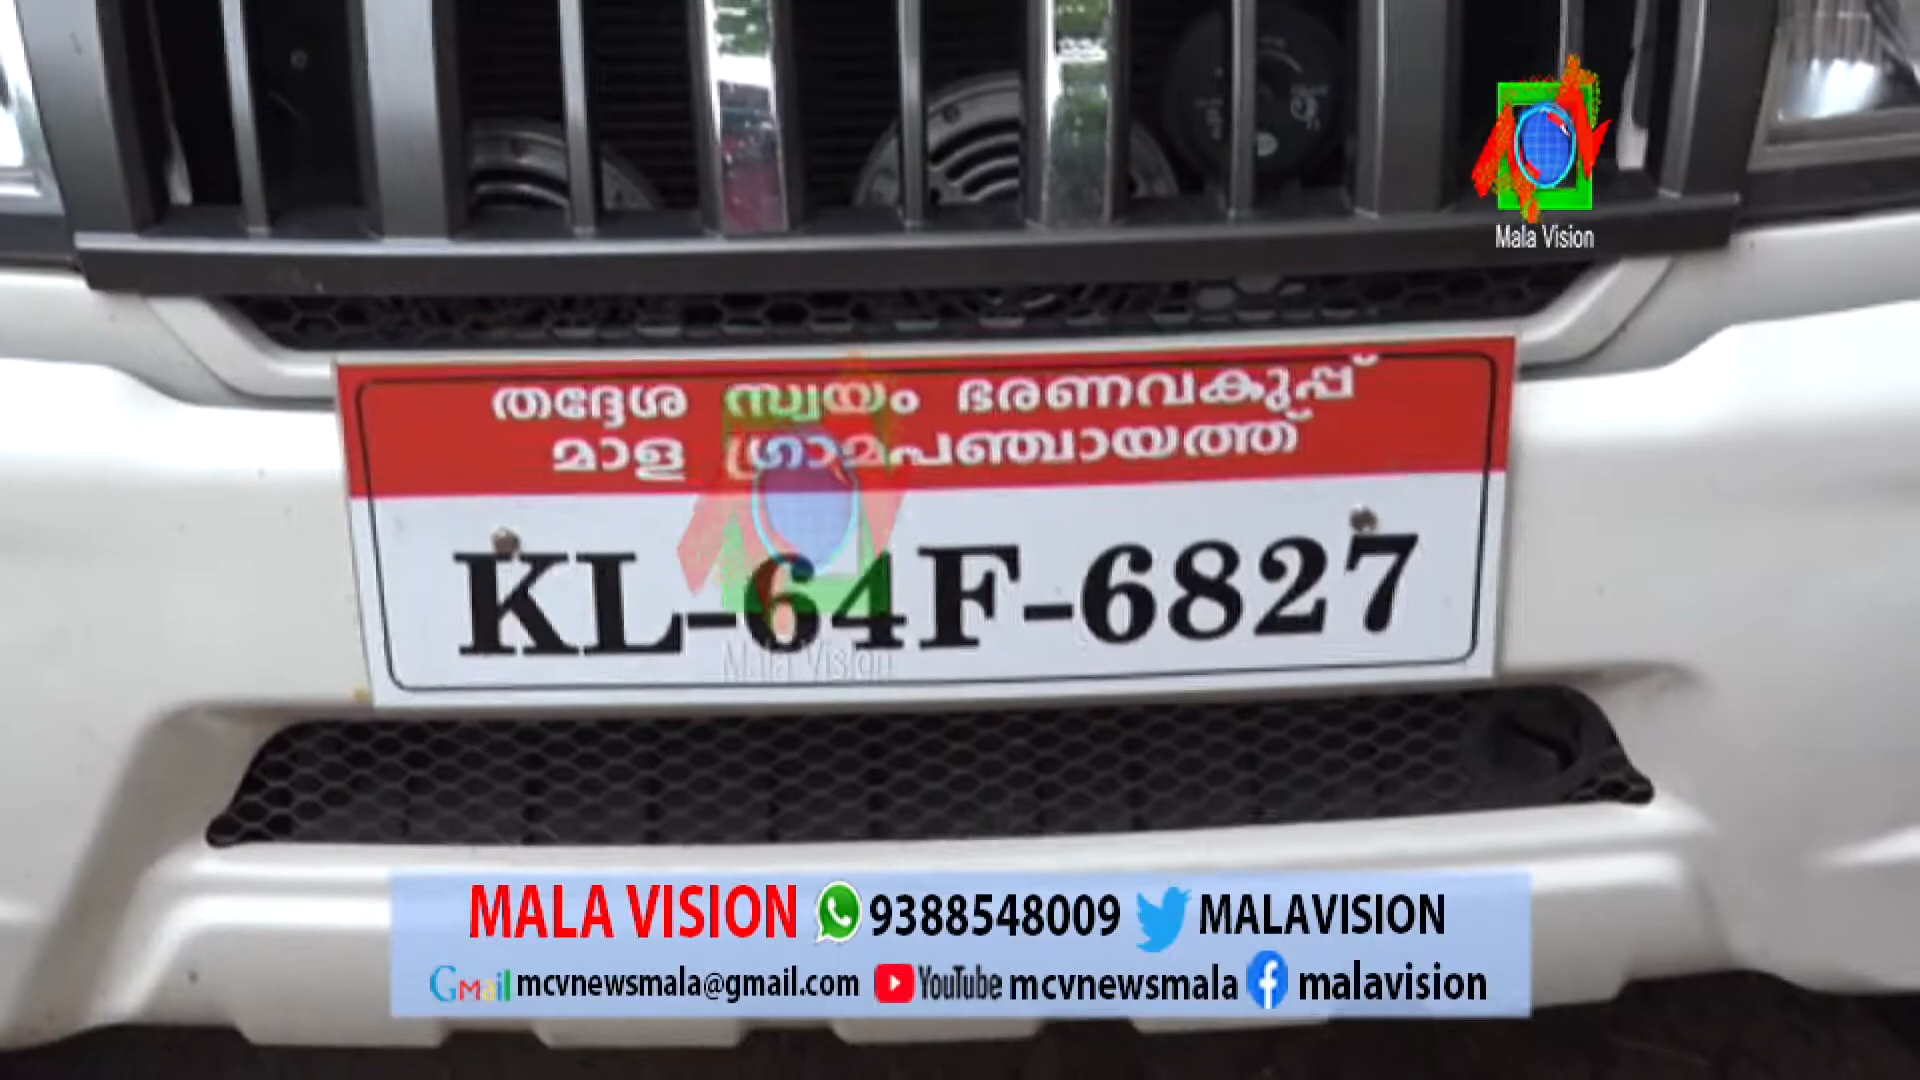 Mala Vision
തദ്ദേശ സ്വയം ഭരണവകുപ്പ്
മാള ഗ്രാമപഞ്ചായത്ത്
KL-64F-6827
Mala Vision
MALA VISION 9388548009 MALAVISION
Gmail mcvnewsmala@gmail.com YouTube mcvnewsmala malavision